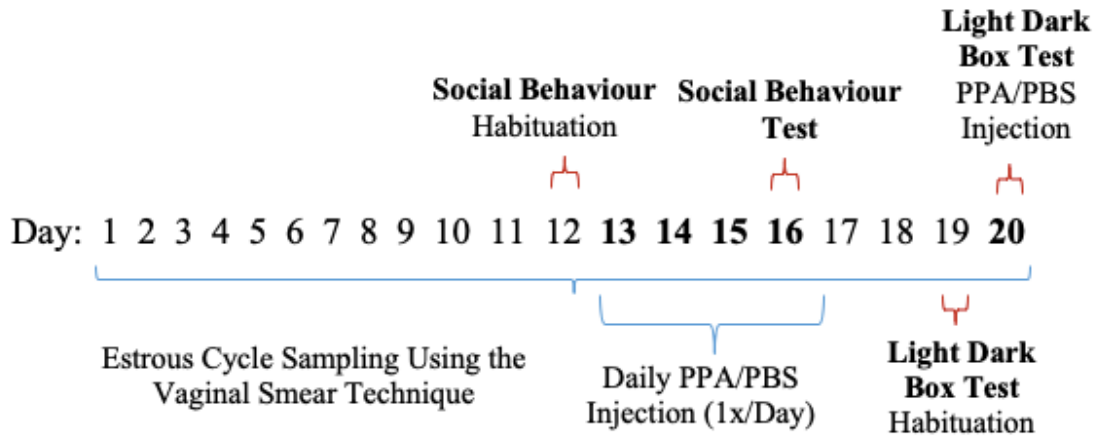 Light Dark
Box Test
PPA/PBS
Injection
Social Behaviour
Habituation
Social Behaviour
Test
Day: 1 2 3 4 5 6 7 8 9 10 11 12 13 14 15 16 17 18 19 20
Estrous Cycle Sampling Using the
Vaginal Smear Technique
Daily PPA/PBS
Injection (1x/Day)
Light Dark
Box Test
Habituation